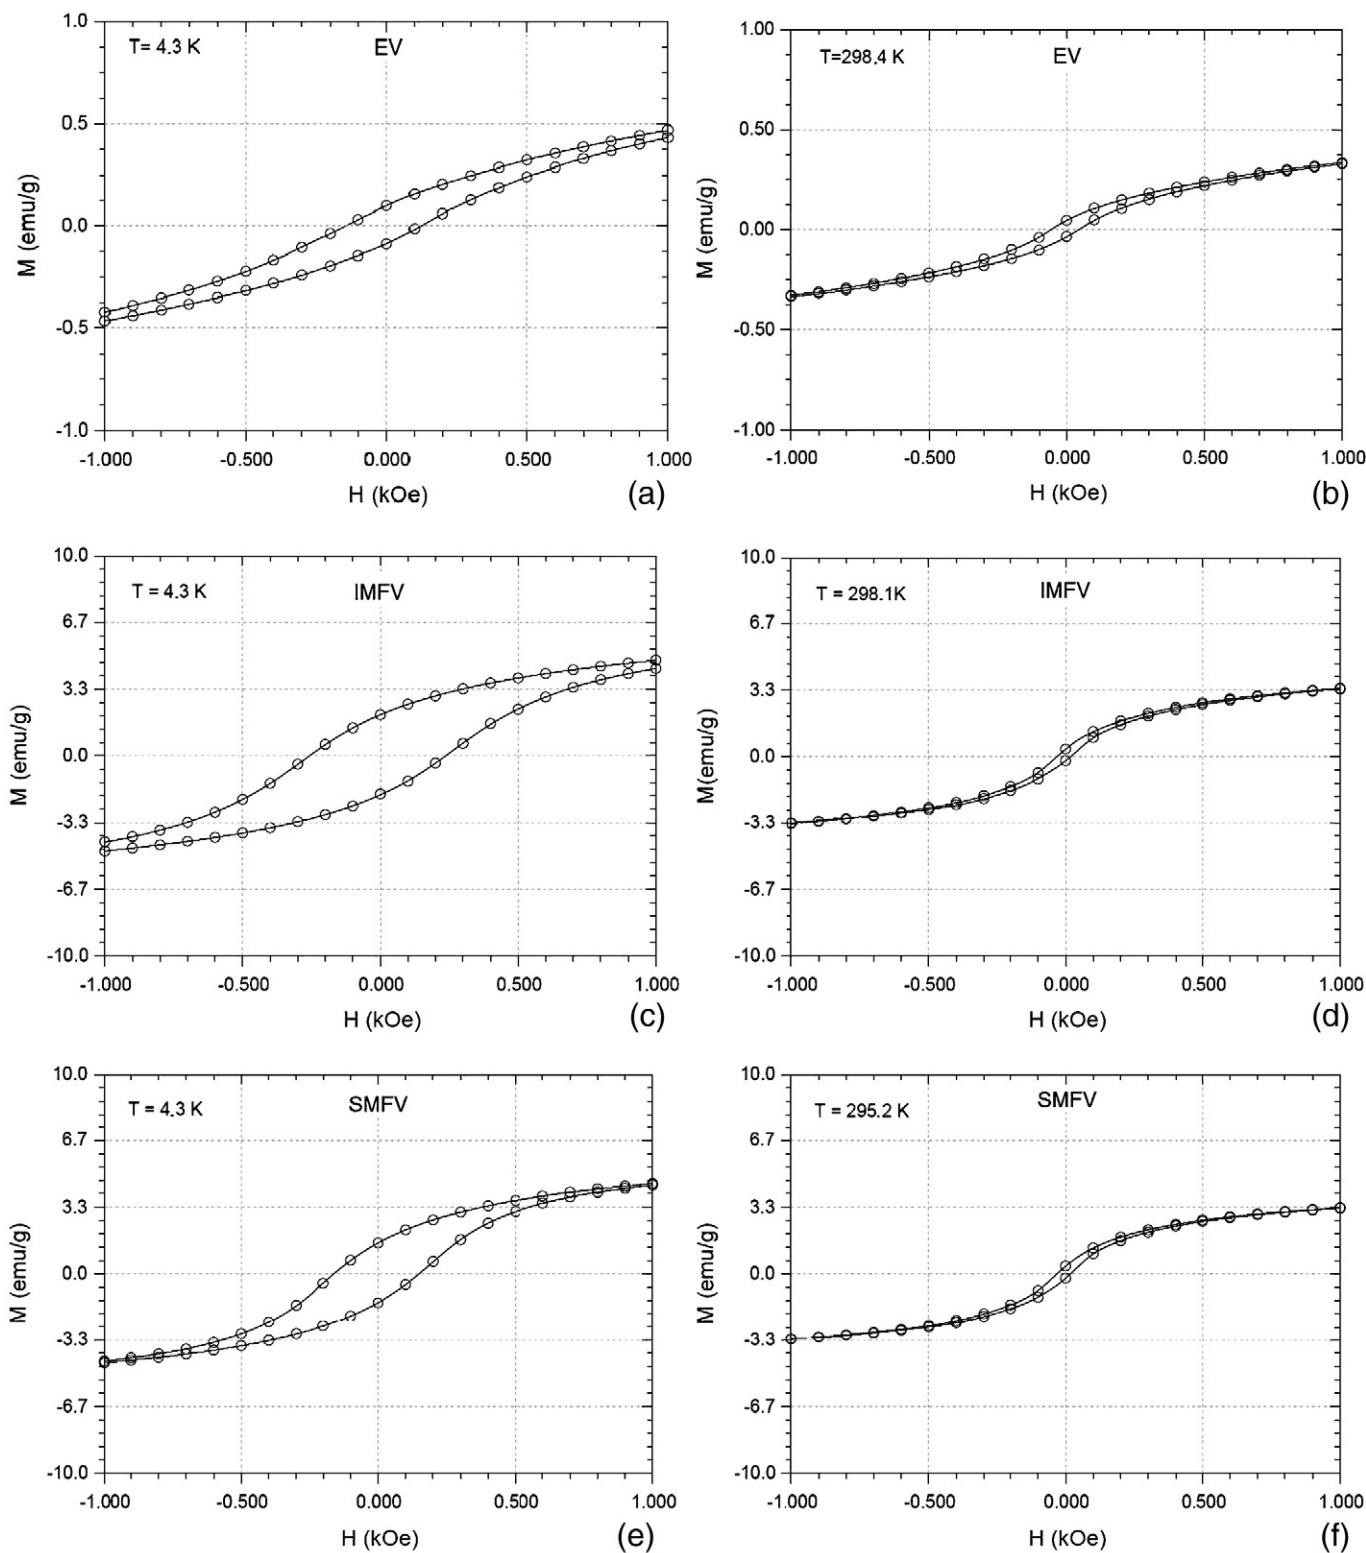 T= 4.3 K
EV
1.0
0.5
0.0
-0.5
-1.0
M (emu/g)
-1.000 -0.500 0.000 0.500 1.000
H (kOe)
(a)
T=298.4 K
EV
1.00
0.50
0.00
-0.50
-1.00
M (emu/g)
-1.000 -0.500 0.000 0.500 1.000
H (kOe)
(b)
T = 4.3 K
IMFV
10.0
6.7
3.3
0.0
-3.3
-6.7
-10.0
M (emu/g)
-1.000 -0.500 0.000 0.500 1.000
H (kOe)
(c)
T = 298.1K
IMFV
10.0
6.7
3.3
0.0
-3.3
-6.7
-10.0
M(emu/g)
-1.000 -0.500 0.000 0.500 1.000
H (kOe)
(d)
T = 4.3 K
SMFV
10.0
6.7
3.3
0.0
-3.3
-6.7
-10.0
M (emu/g)
-1.000 -0.500 0.000 0.500 1.000
H (kOe)
(e)
T = 295.2 K
SMFV
10.0
6.7
3.3
0.0
-3.3
-6.7
-10.0
M (emu/g)
-1.000 -0.500 0.000 0.500 1.000
H (kOe)
(f)